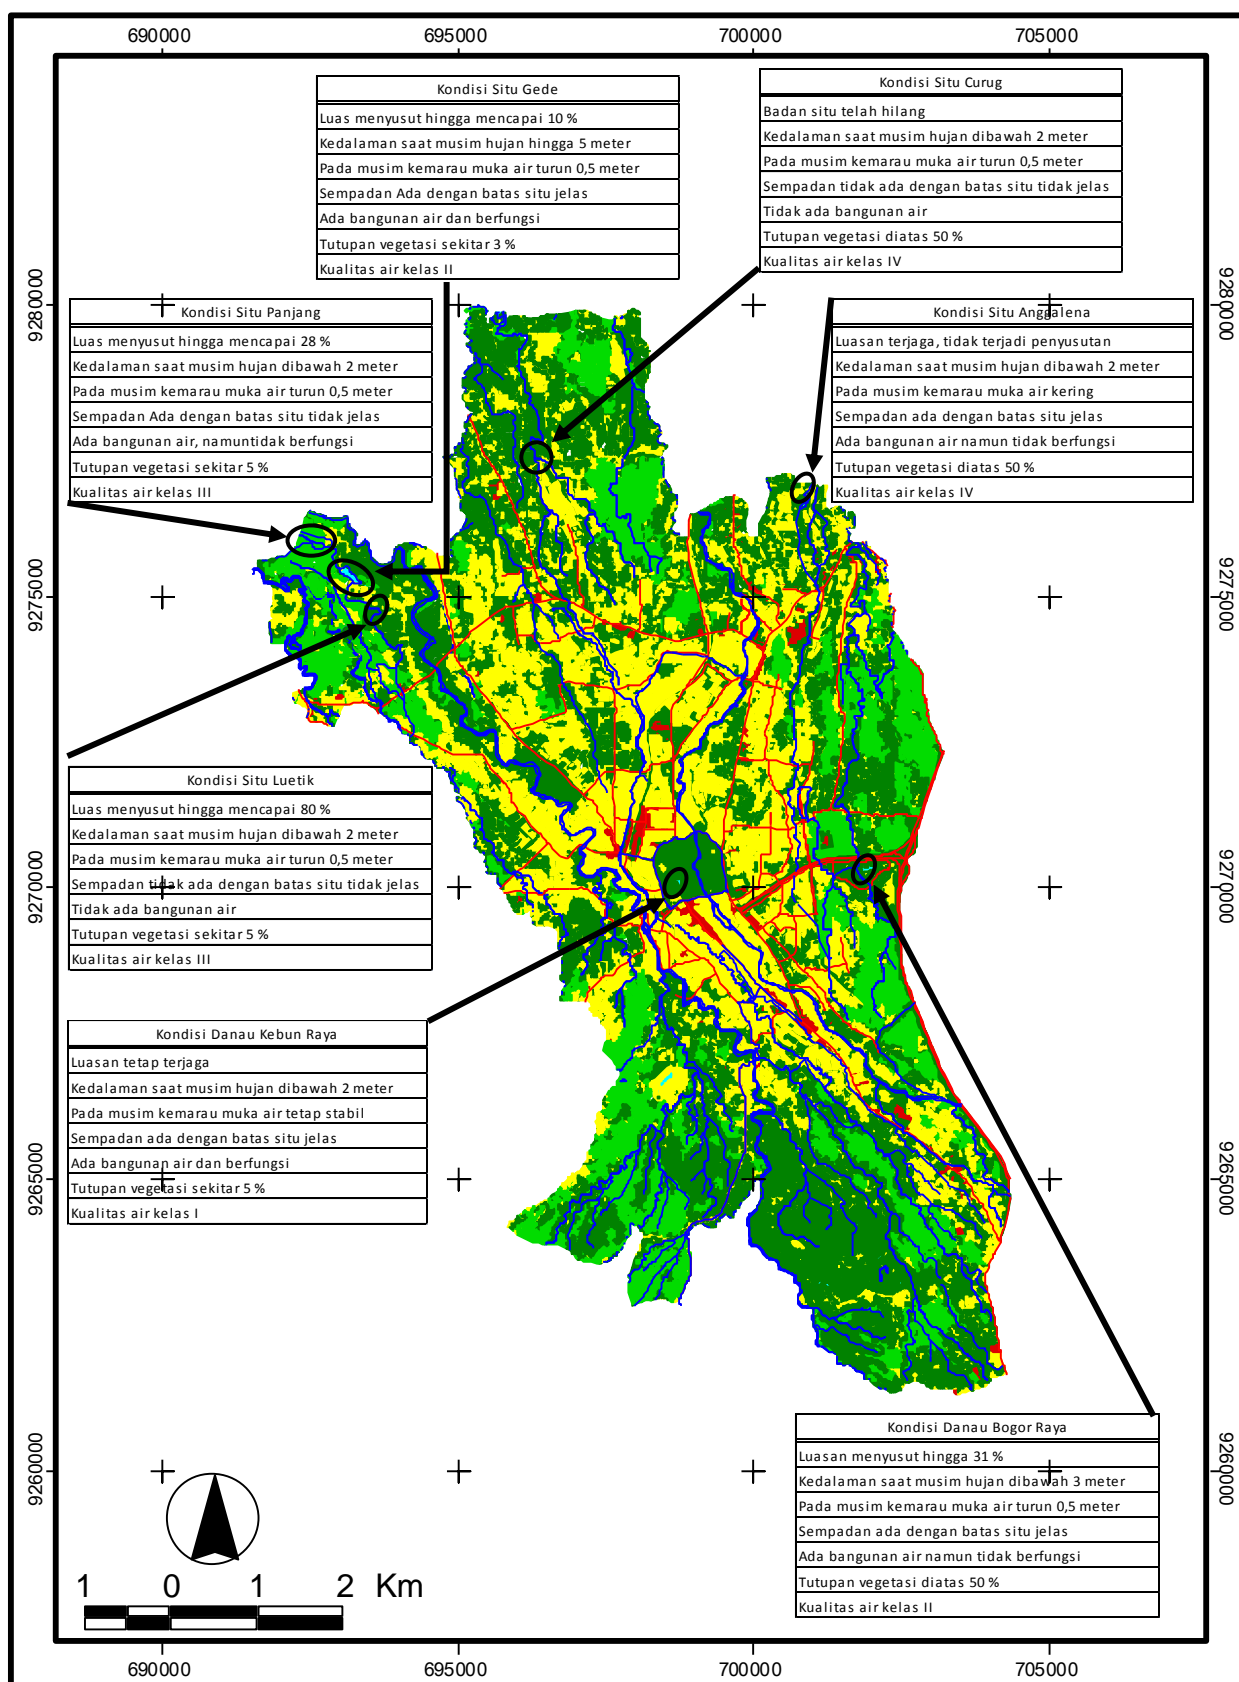 690000 695000 700000 705000
Kondisi Situ Gede
Luas menyusut hingga mencapai 10 %
Kedalaman saat musim hujan hingga 5 meter
Pada musim kemarau muka air turun 0,5 meter
Sempadan Ada dengan batas situ jelas
Ada bangunan air dan berfungsi
Tutupan vegetasi sekitar 3 %
Kualitas air kelas II
Kondisi Situ Curug
Badan situ telah hilang
Kedalaman saat musim hujan dibawah 2 meter
Pada musim kemarau muka air turun 0,5 meter
Sempadan tidak ada dengan batas situ tidak jelas
Tidak ada bangunan air
Tutupan vegetasi diatas 50 %
Kualitas air kelas IV
9280000
9280000
Kondisi Situ Panjang
Luas menyusut hingga mencapai 28 %
Kedalaman saat musim hujan dibawah 2 meter
Pada musim kemarau muka air turun 0,5 meter
Sempadan Ada dengan batas situ tidak jelas
Ada bangunan air, namuntidak berfungsi
Tutupan vegetasi sekitar 5 %
Kualitas air kelas III
Kondisi Situ Anggalena
Luasan terjaga, tidak terjadi penyusutan
Kedalaman saat musim hujan dibawah 2 meter
Pada musim kemarau muka air kering
Sempadan ada dengan batas situ jelas
Ada bangunan air namun tidak berfungsi
Tutupan vegetasi diatas 50 %
Kualitas air kelas IV
9275000
9275000
Kondisi Situ Luetik
Luas menyusut hingga mencapai 80 %
Kedalaman saat musim hujan dibawah 2 meter
Pada musim kemarau muka air turun 0,5 meter
Sempadan tidak ada dengan batas situ tidak jelas
Tidak ada bangunan air
Tutupan vegetasi sekitar 5 %
Kualitas air kelas III
9270000
9270000
Kondisi Danau Kebun Raya
Luasan tetap terjaga
Kedalaman saat musim hujan dibawah 2 meter
Pada musim kemarau muka air tetap stabil
Sempadan ada dengan batas situ jelas
Ada bangunan air dan berfungsi
Tutupan vegetasi sekitar 5 %
Kualitas air kelas I
9265000
9265000
Kondisi Danau Bogor Raya
Luasan menyusut hingga 31 %
Kedalaman saat musim hujan dibawah 3 meter
Pada musim kemarau muka air turun 0,5 meter
Sempadan ada dengan batas situ jelas
Ada bangunan air namun tidak berfungsi
Tutupan vegetasi diatas 50 %
Kualitas air kelas II
9260000
9260000
1 0 1 2 Km
690000 695000 700000 705000